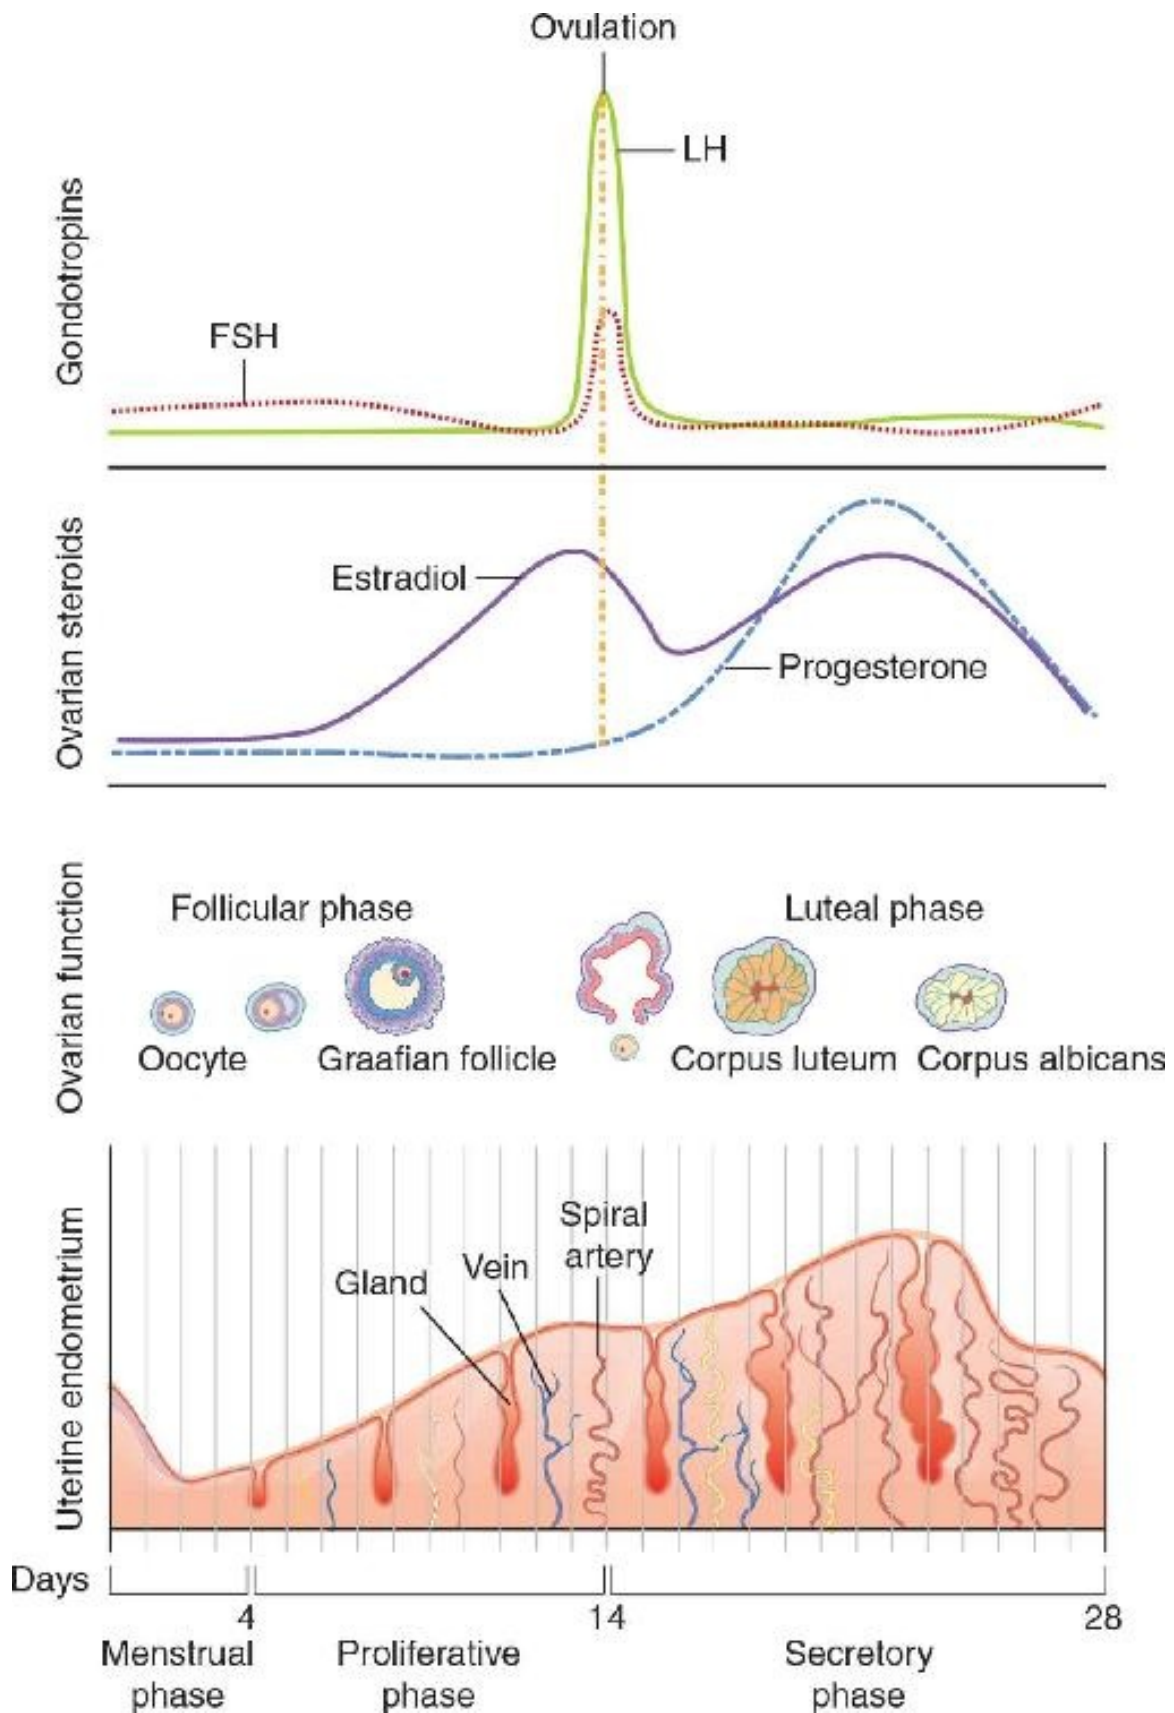 Ovulation
LH
Gondotropins
FSH
Estradiol
Progesterone
Ovarian steroids
Follicular phase
Luteal phase
Ovarian function
Oocyte
Graafian follicle
Corpus luteum
Corpus albicans
Spiral
artery
Vein
Gland
Uterine endometrium
Days
4
14
28
Menstrual
phase
Proliferative
phase
Secretory
phase